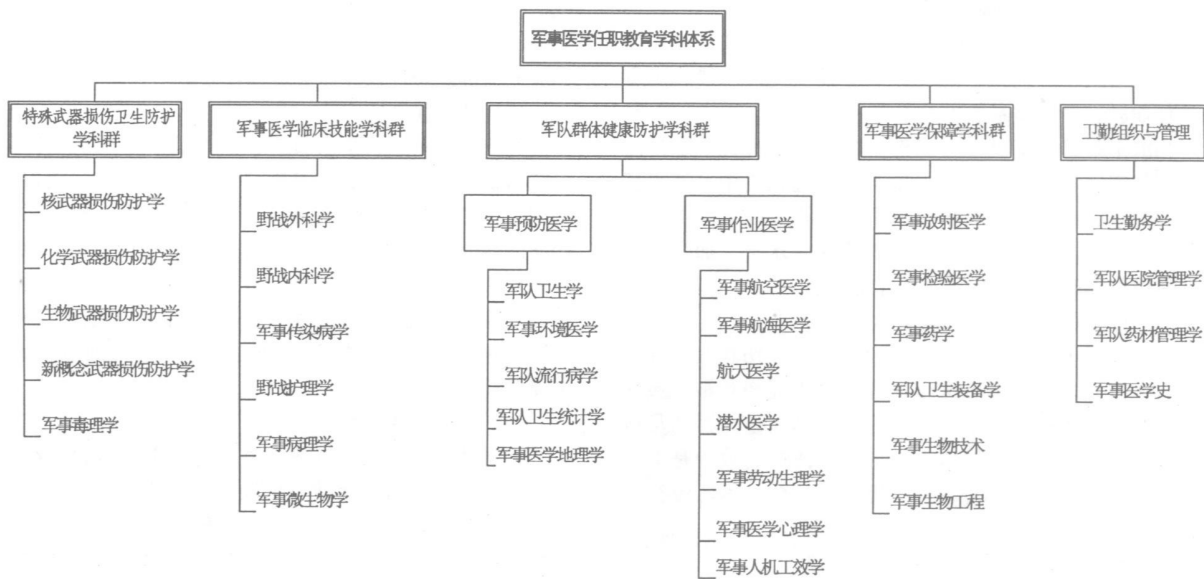 军事医学任职教育学科体系
特殊武器损伤卫生防护
学科群
核武器损伤防护学
化学武器损伤防护学
生物武器损伤防护学
新概念武器损伤防护学
军事毒理学
军事医学临床技能学科群
野战外科学
野战内科学
军事传染病学
野战护理学
军事病理学
军事微生物学
军队群体健康防护学科群
军事预防医学
军队卫生学
军事环境医学
军队流行病学
军队卫生统计学
军事医学地理学
军事作业医学
军事航空医学
军事航海医学
航天医学
潜水医学
军事劳动生理学
军事医学心理学
军事人机工效学
军事医学保障学科群
军事放射医学
军事检验医学
军事药学
军队卫生装备学
军事生物技术
军事生物工程
卫勤组织与管理
卫生勤务学
军队医院管理学
军队药材管理学
军事医学史